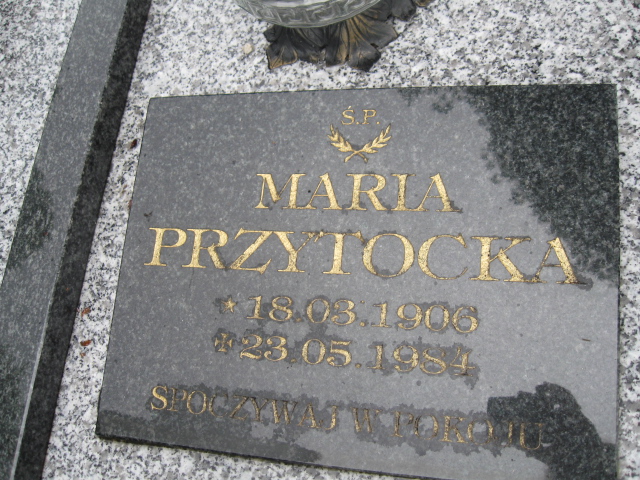 Ś.P.
MARIA
PRZYTOCKA
★18.03.1906
✠23.05.1984
SPOCZYWAJ W POKOJU